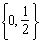 {0, 1/2}